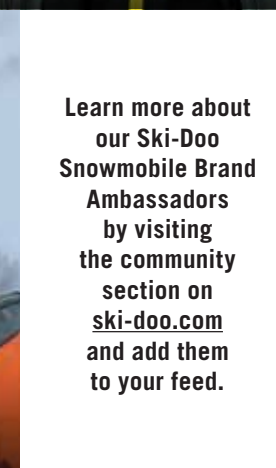 Learn more about
our Ski-Doo
Snowmobile Brand
Ambassadors
by visiting
the community
section on
ski-doo.com
and add them
to your feed.